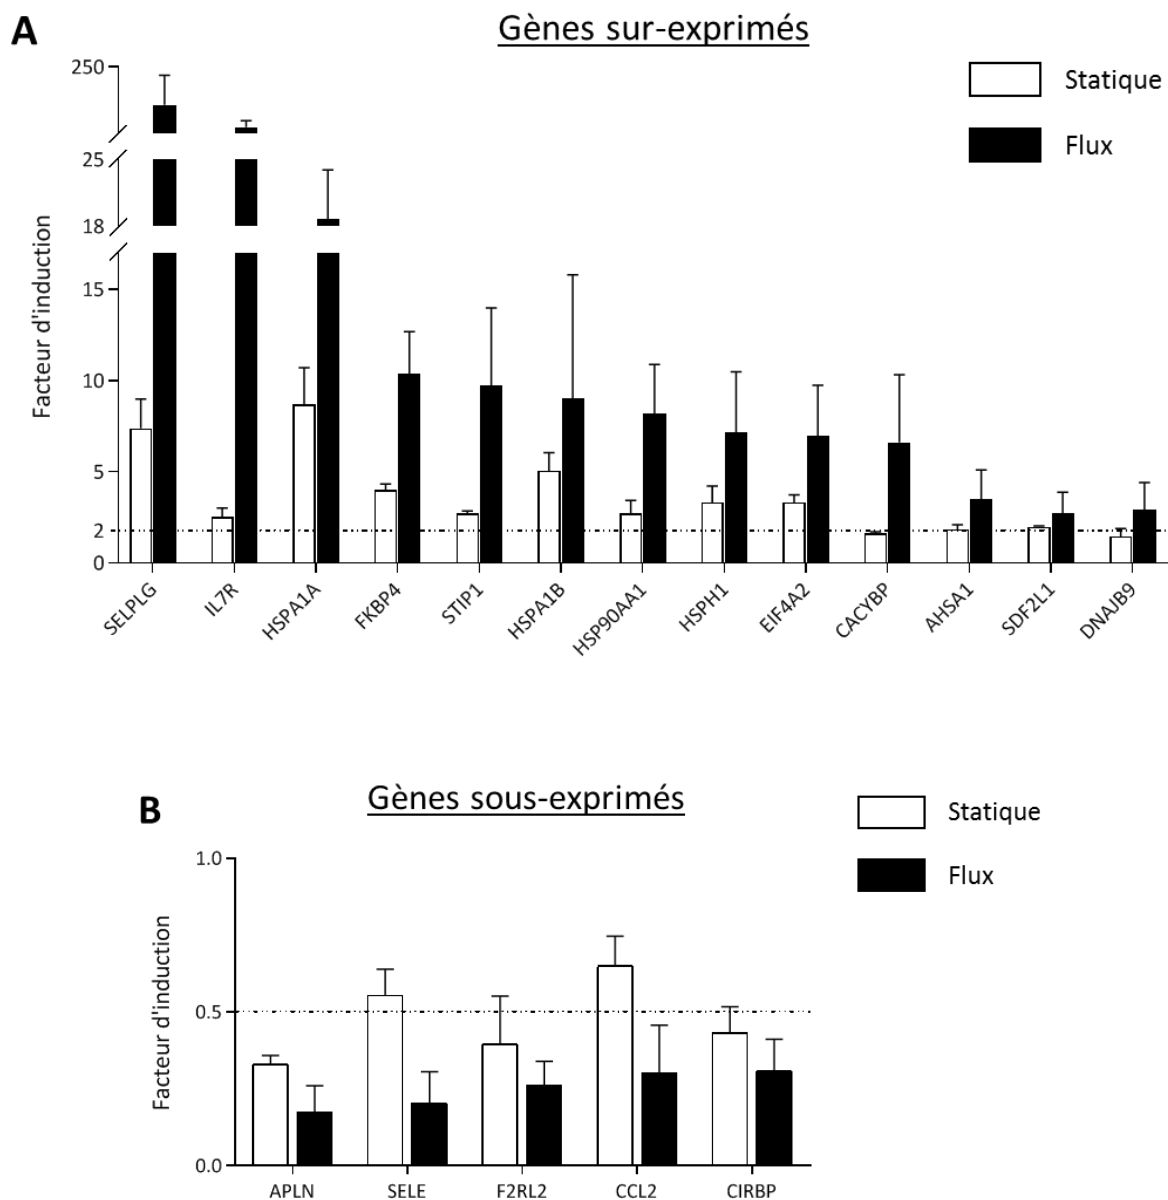 A
Gènes sur-exprimés
Statique
Flux
Facteur d'induction
250
25
18
15
10
5
2
0
SELPLG
IL7R
HSPA1A
FKBP4
STIP1
HSPA1B
HSP90AA1
HSPH1
EIF4A2
CACYBP
AHSA1
SDF2L1
DNAJB9
B
Gènes sous-exprimés
Statique
Flux
Facteur d'induction
1.0
0.5
0.0
APLN
SELE
F2RL2
CCL2
CIRBP